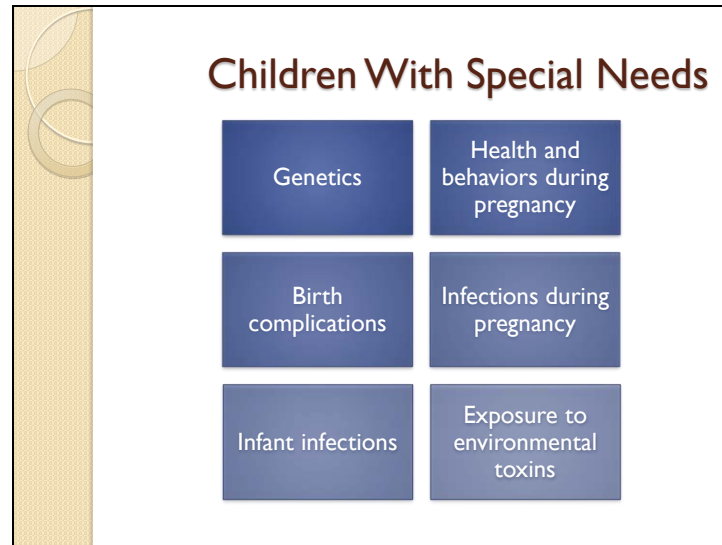 Children With Special Needs
Genetics
Health and
behaviors during
pregnancy
Birth
complications
Infections during
pregnancy
Infant infections
Exposure to
environmental
toxins